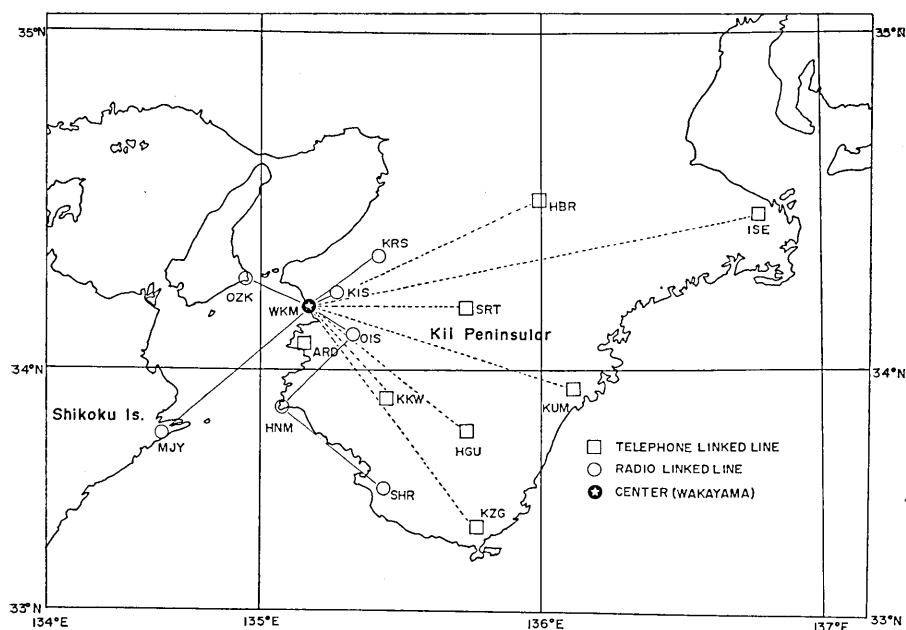 35°N
35°N
HBR
ISE
KRS
OZK
KIS
WKM
SRT
Kii Peninsular
OIS
ARD
34°N
34°N
KUM
KKW
Shikoku Is.
HNM
MJY
HGU
TELEPHONE LINKED LINE
RADIO LINKED LINE
CENTER (WAKAYAMA)
SHR
KZG
33°N
33°N
134°E
135°E
136°E
137°E